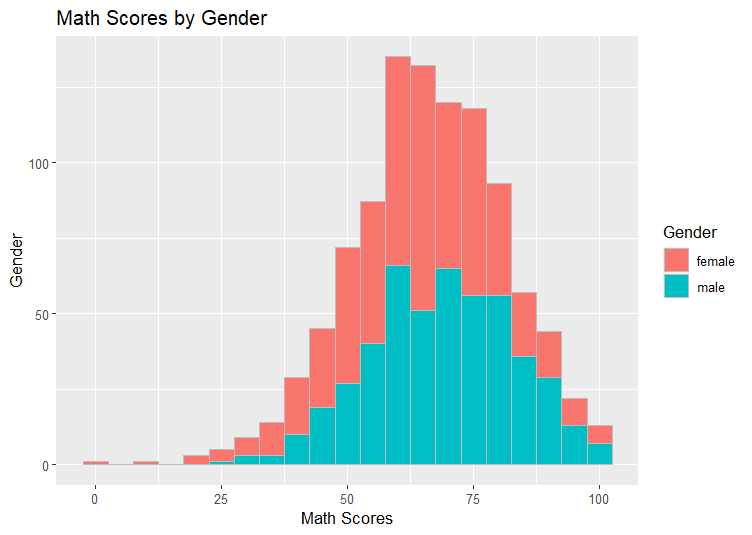 Math Scores by Gender
Gender
100
50
0
0 25 50 75 100
Math Scores
Gender
female
male